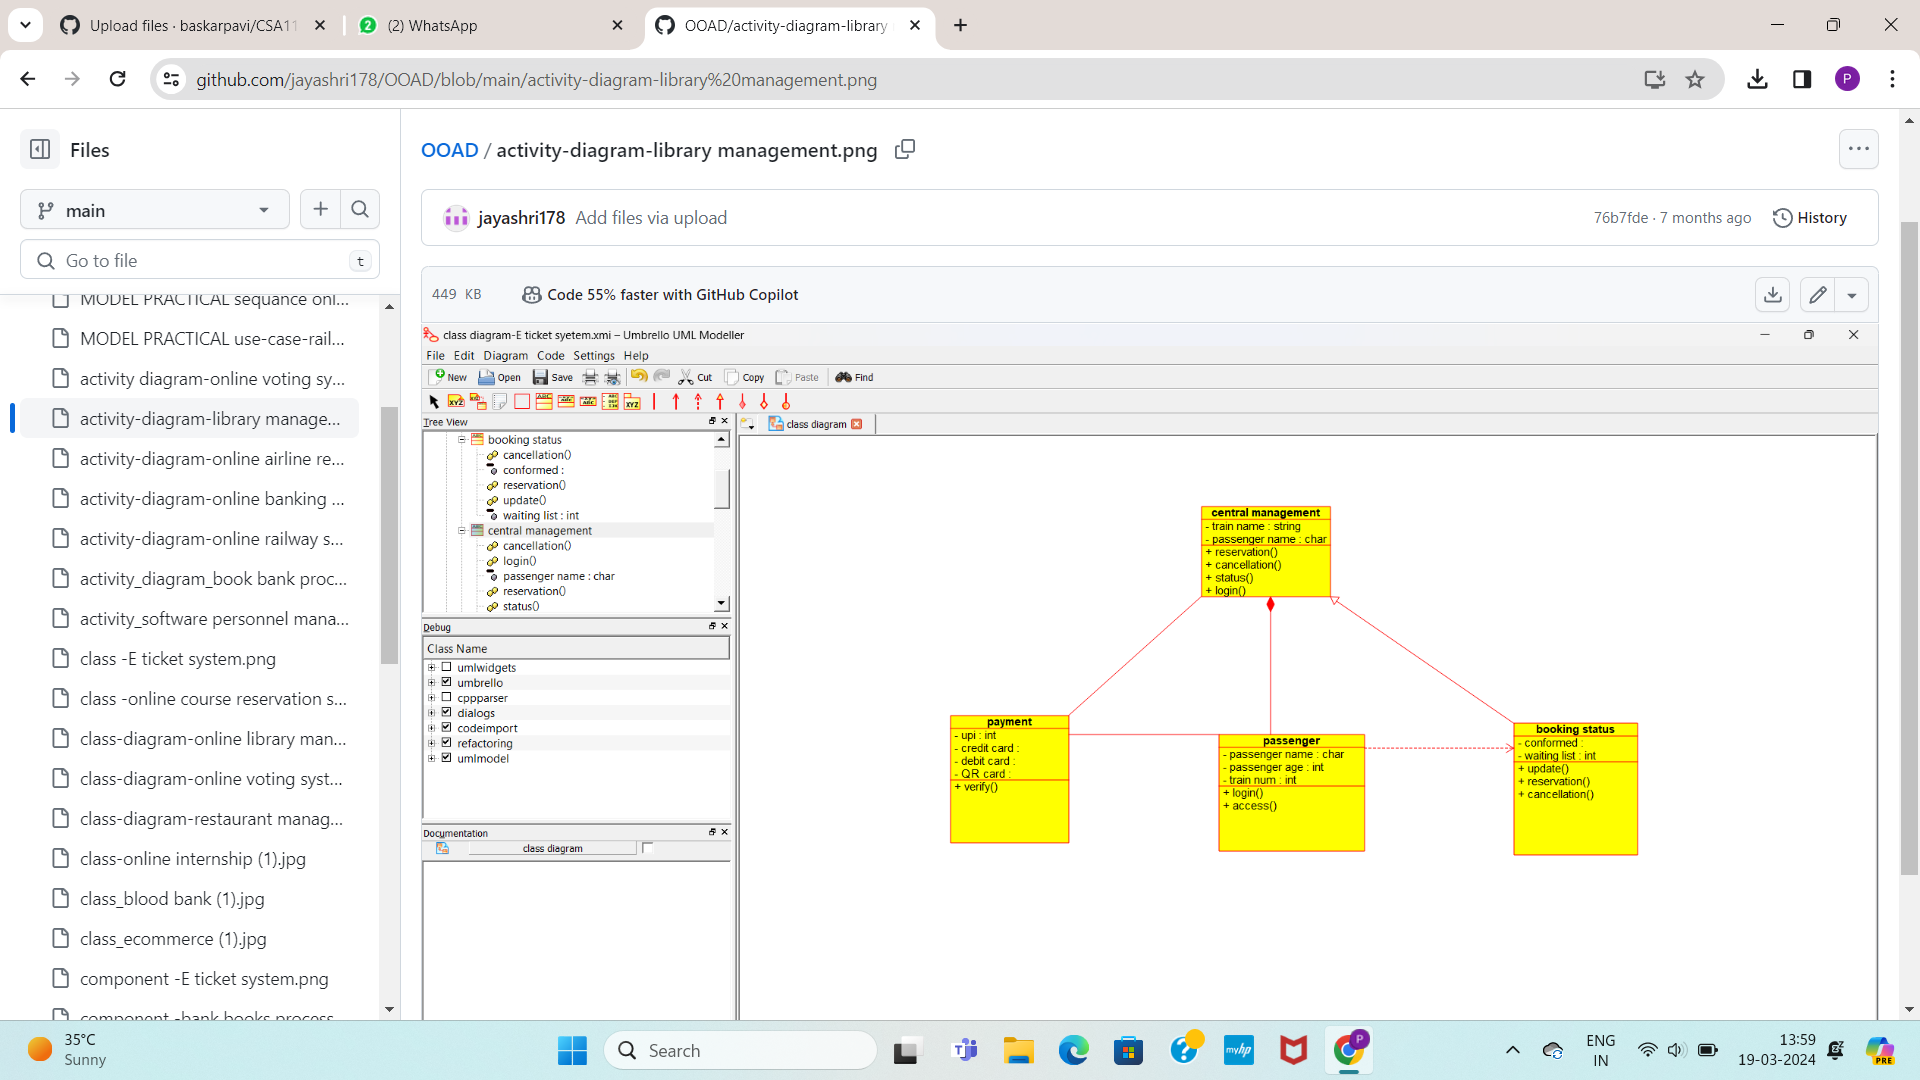 Upload files · baskarpavi/CSA11
(2) WhatsApp
OOAD/activity-diagram-library
github.com/jayashri178/OOAD/blob/main/activity-diagram-library%20management.png
P
Files
main
Go to file
t
MODEL PRACTICAL sequance onl...
MODEL PRACTICAL use-case-rail...
activity diagram-online voting sy...
activity-diagram-library manage...
activity-diagram-online airline re...
activity-diagram-online banking ...
activity-diagram-online railway s...
activity_diagram_book bank proc...
activity_software personnel mana...
class -E ticket system.png
class -online course reservation s...
class-diagram-online library man...
class-diagram-online voting syst...
class-diagram-restaurant manag...
class-online internship (1).jpg
class_blood bank (1).jpg
class_ecommerce (1).jpg
component -E ticket system.png
component -bank books process
OOAD / activity-diagram-library management.png
jayashri178 Add files via upload
76b7fde · 7 months ago
History
449 KB
Code 55% faster with GitHub Copilot
class diagram-E ticket syetem.xmi – Umbrello UML Modeller
File Edit Diagram Code Settings Help
New Open Save Cut Copy Paste Find
Tree View
booking status
cancellation()
conformed :
reservation()
update()
waiting list : int
central management
cancellation()
login()
passenger name : char
reservation()
status()
Debug
Class Name
umlwidgets
umbrello
cppparser
dialogs
codeimport
refactoring
umlmodel
Documentation
class diagram
class diagram
central management
- train name : string
- passenger name : char
+ reservation()
+ cancellation()
+ status()
+ login()
payment
- upi : int
- credit card :
- debit card :
- QR card :
+ verify()
passenger
- passenger name : char
- passenger age : int
- train num : int
+ login()
+ access()
booking status
- conformed :
- waiting list : int
+ update()
+ reservation()
+ cancellation()
35°C
Sunny
Search
myhp
P
ENG
IN
13:59
19-03-2024
PRE